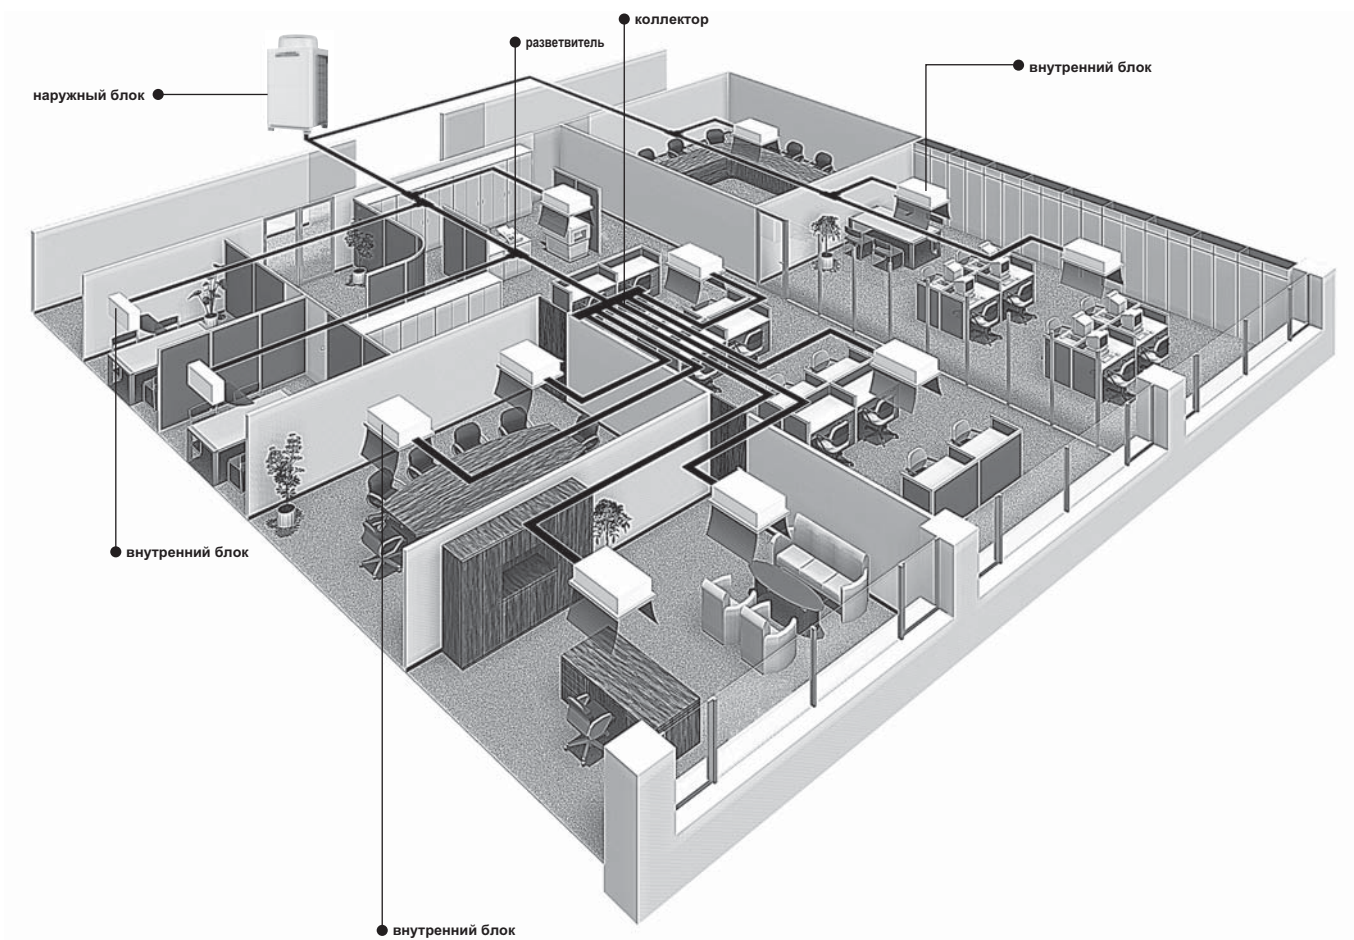 коллектор
разветвитель
внутренний блок
наружный блок
внутренний блок
внутренний блок